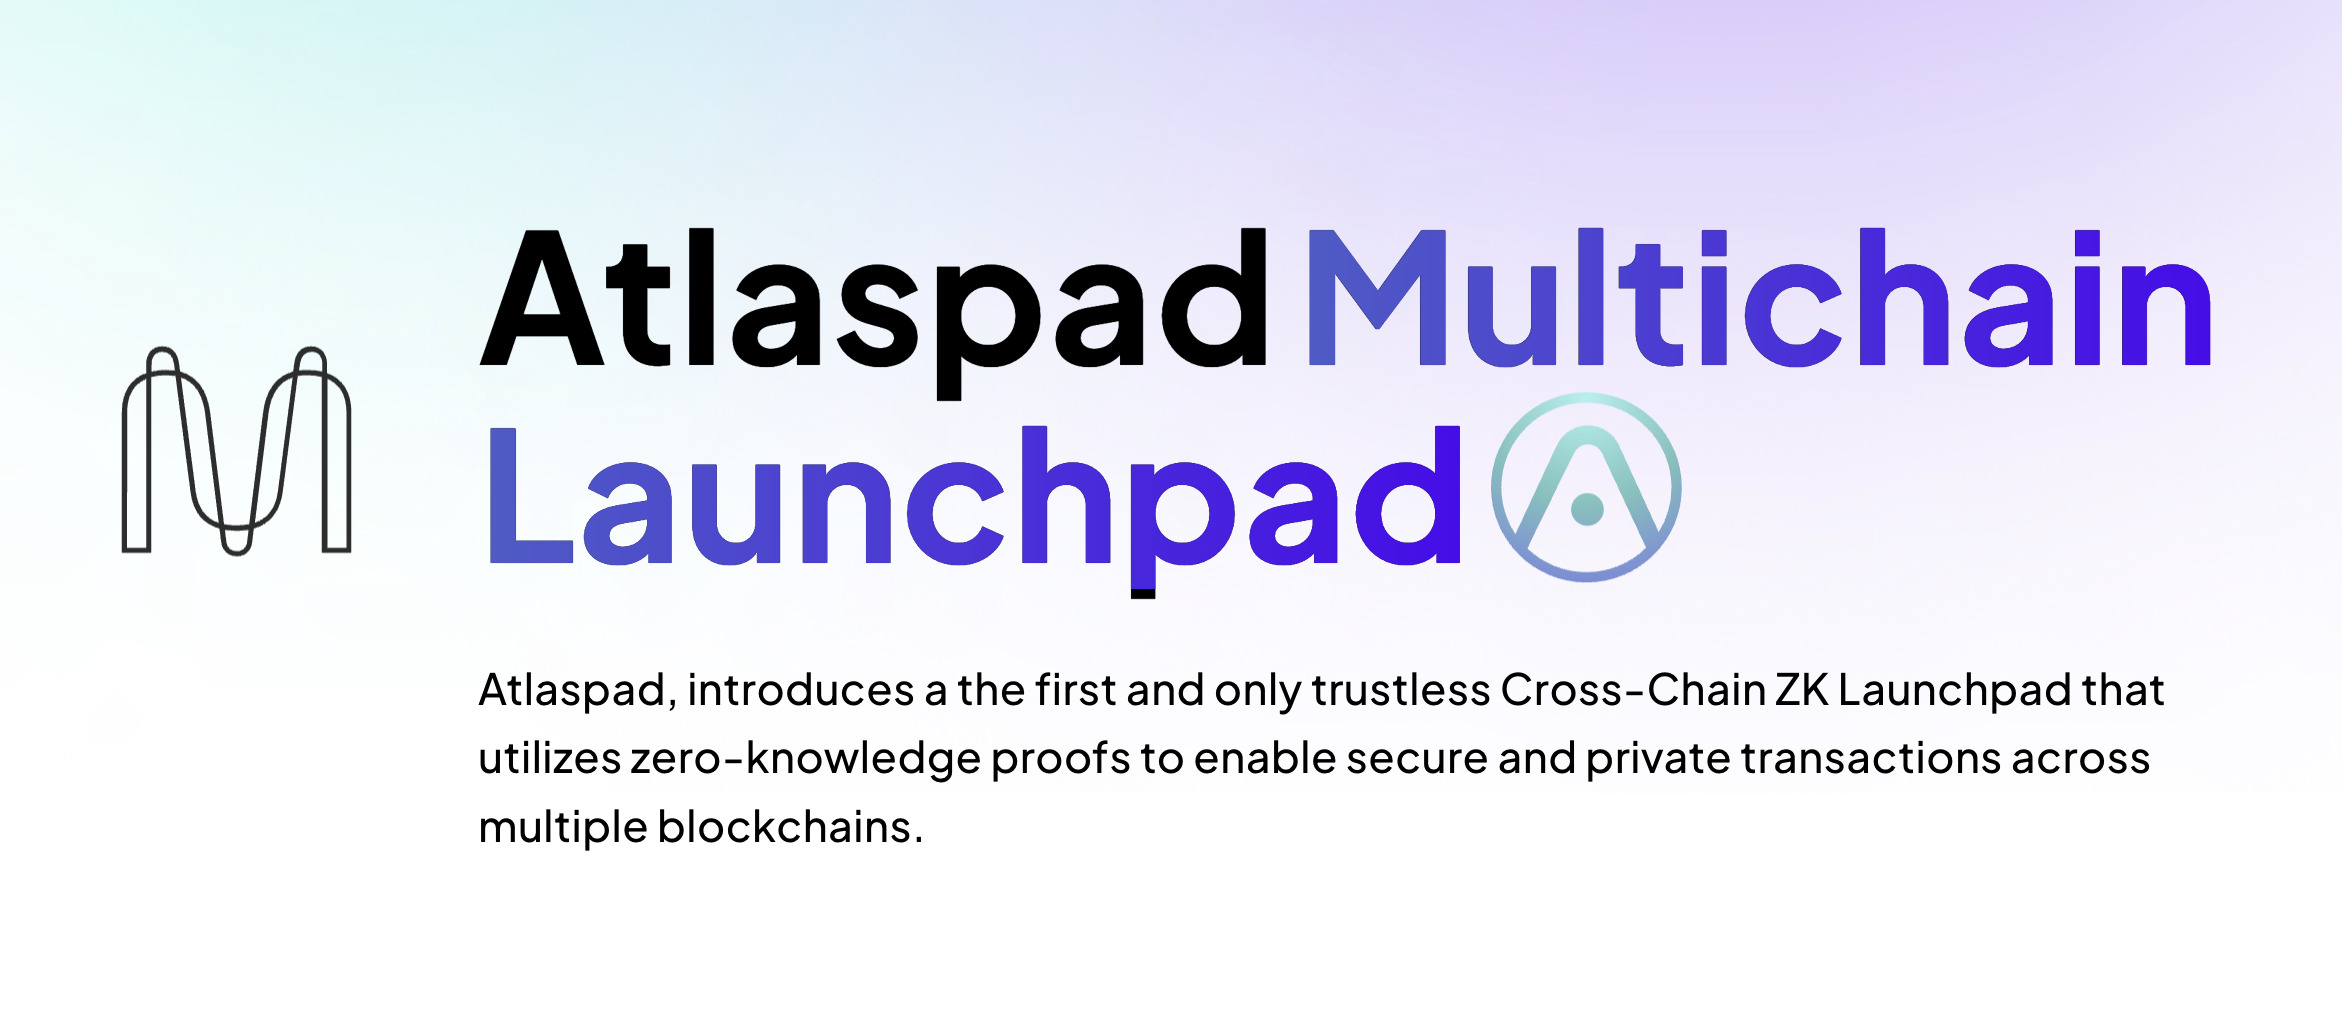 Atlaspad Multichain
Launchpad
Atlaspad, introduces a the first and only trustless Cross-Chain ZK Launchpad that
utilizes zero-knowledge proofs to enable secure and private transactions across
multiple blockchains.